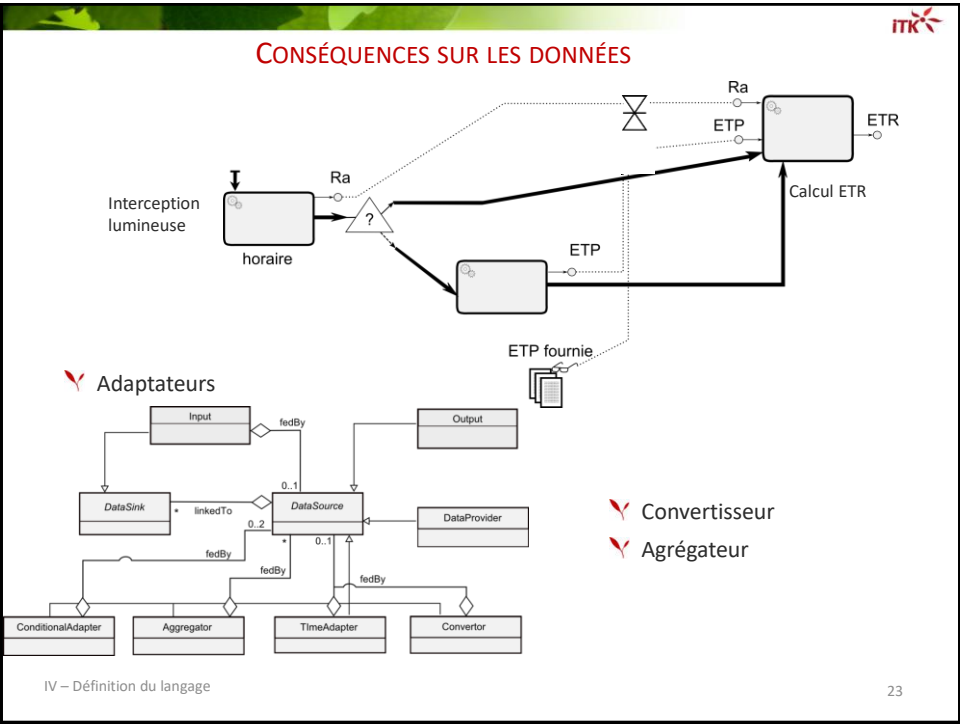 iTK
CONSÉQUENCES SUR LES DONNÉES
Ra
ETP
ETR
Calcul ETR
Ra
Interception
lumineuse
?
horaire
ETP
ETP fournie
Adaptateurs
Input
fedBy
Output
0..1
DataSink
*
linkedTo
DataSource
DataProvider
0..2
*
0..1
fedBy
fedBy
fedBy
ConditionalAdapter
Aggregator
TImeAdapter
Convertor
Convertisseur
Agrégateur
IV – Définition du langage
23